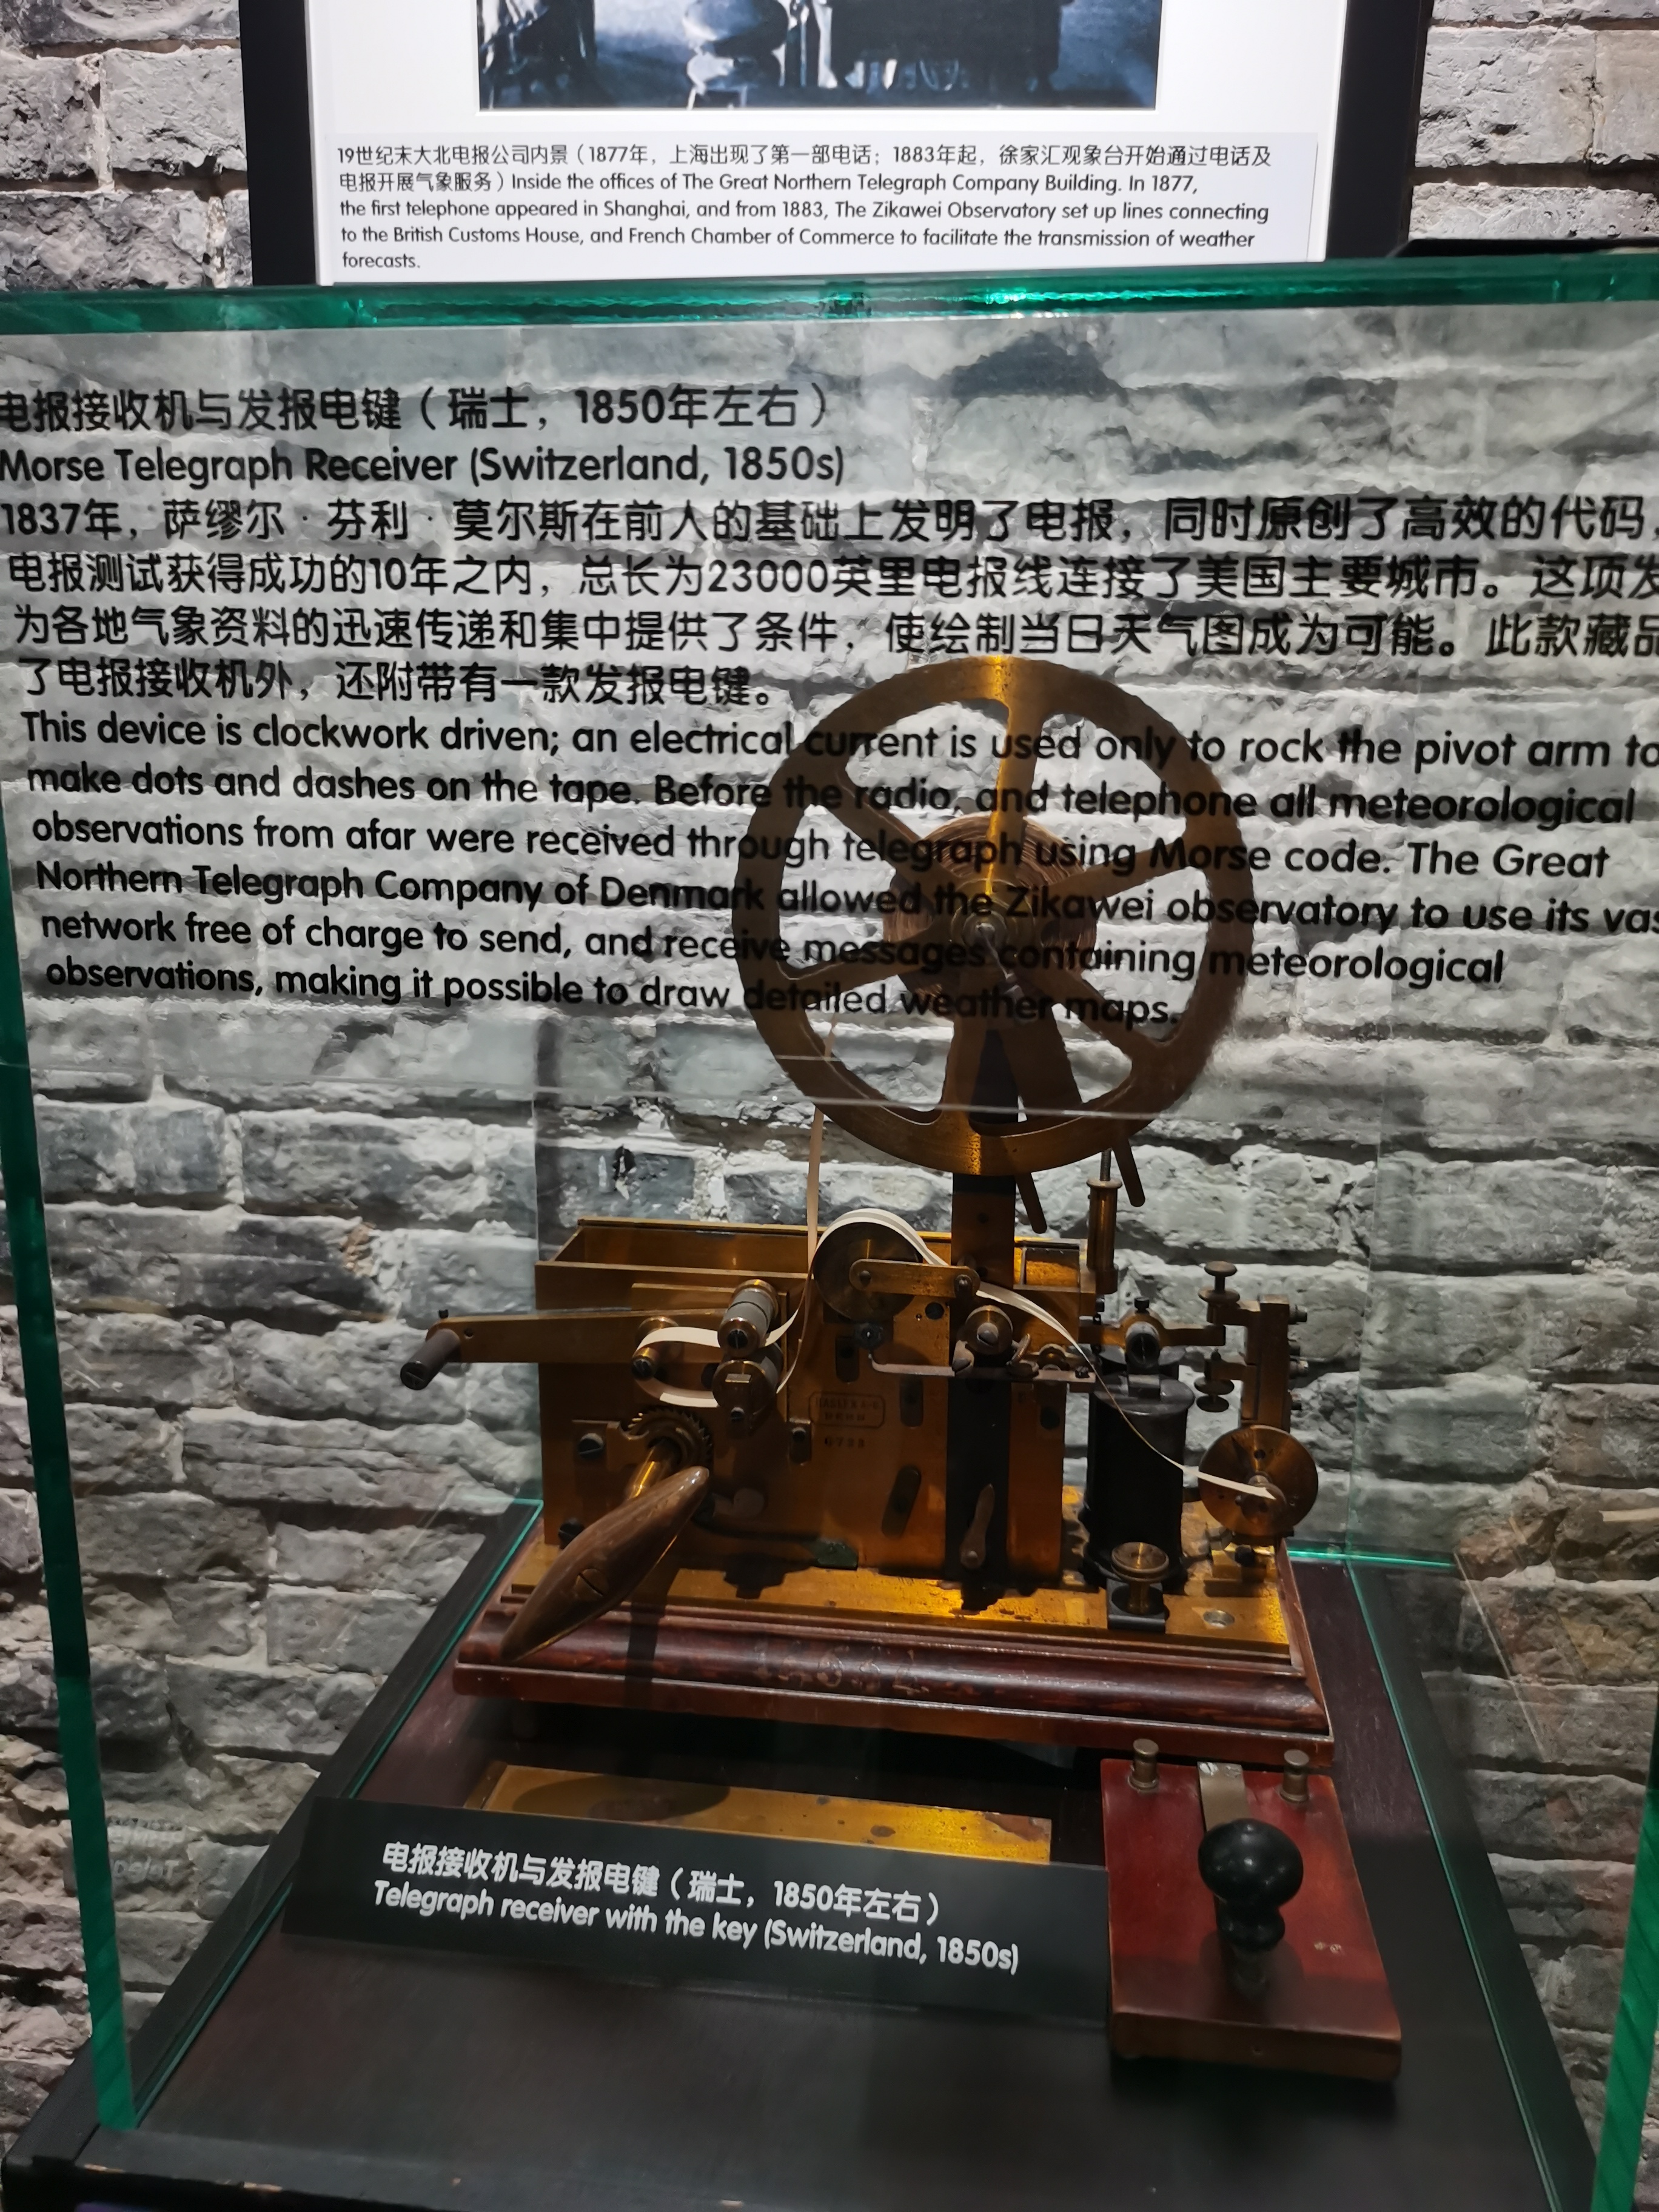 19世纪末大北电报公司内景（1877年，上海出现了第一部电话；1883年起，徐家汇观象台开始通过电话及
电报开展气象服务）Inside the offices of The Great Northern Telegraph Company Building. In 1877,
the first telephone appeared in Shanghai, and from 1883, The Zikawei Observatory set up lines connecting
to the British Customs House, and French Chamber of Commerce to facilitate the transmission of weather
forecasts.
电报接收机与发报电键（瑞士，1850年左右）
Morse Telegraph Receiver (Switzerland, 1850s)
1837年，萨缪尔·芬利·莫尔斯在前人的基础上发明了电报，同时原创了高效的代码，
电报测试获得成功的10年之内，总长为23000英里电报线连接了美国主要城市。这项发
为各地气象资料的迅速传递和集中提供了条件，使绘制当日天气图成为可能。此款藏品
了电报接收机外，还附带有一款发报电键。
This device is clockwork driven; an electrical current is used only to rock the pivot arm to
make dots and dashes on the tape. Before the radio, and telephone all meteorological
observations from afar were received through telegraph using Morse code. The Great
Northern Telegraph Company of Denmark allowed the Zikawei observatory to use its vas
network free of charge to send, and receive messages containing meteorological
observations, making it possible to draw detailed weather maps.
BERN
6739
电报接收机与发报电键（瑞士，1850年左右）
Telegraph receiver with the key (Switzerland, 1850s)